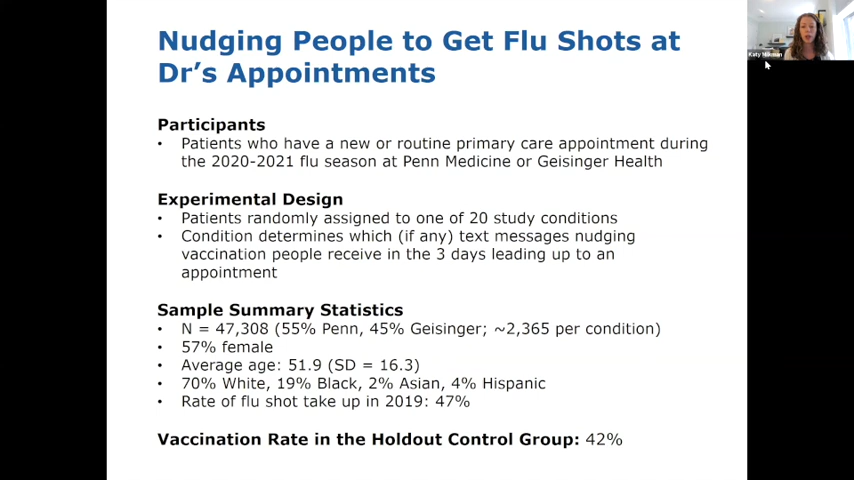 Nudging People to Get Flu Shots at
Dr's Appointments
Participants
• Patients who have a new or routine primary care appointment during
the 2020-2021 flu season at Penn Medicine or Geisinger Health
Experimental Design
• Patients randomly assigned to one of 20 study conditions
• Condition determines which (if any) text messages nudging
vaccination people receive in the 3 days leading up to an
appointment
Sample Summary Statistics
• N = 47,308 (55% Penn, 45% Geisinger; ~2,365 per condition)
• 57% female
• Average age: 51.9 (SD = 16.3)
• 70% White, 19% Black, 2% Asian, 4% Hispanic
• Rate of flu shot take up in 2019: 47%
Vaccination Rate in the Holdout Control Group: 42%
Katy Milkman